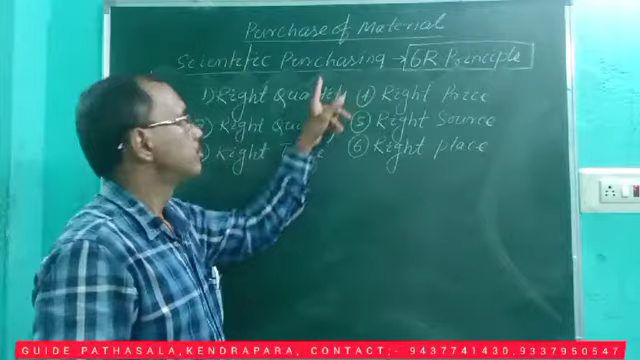 Purchase of Material
Scientific Purchasing → 6R Principle
1) Right
Right
Right
④ Right Price
⑤ Right Source
⑥ Right place
GUIDE PATHASALA,KENDRAPARA, CONTACT;- 9437741430,9337950547